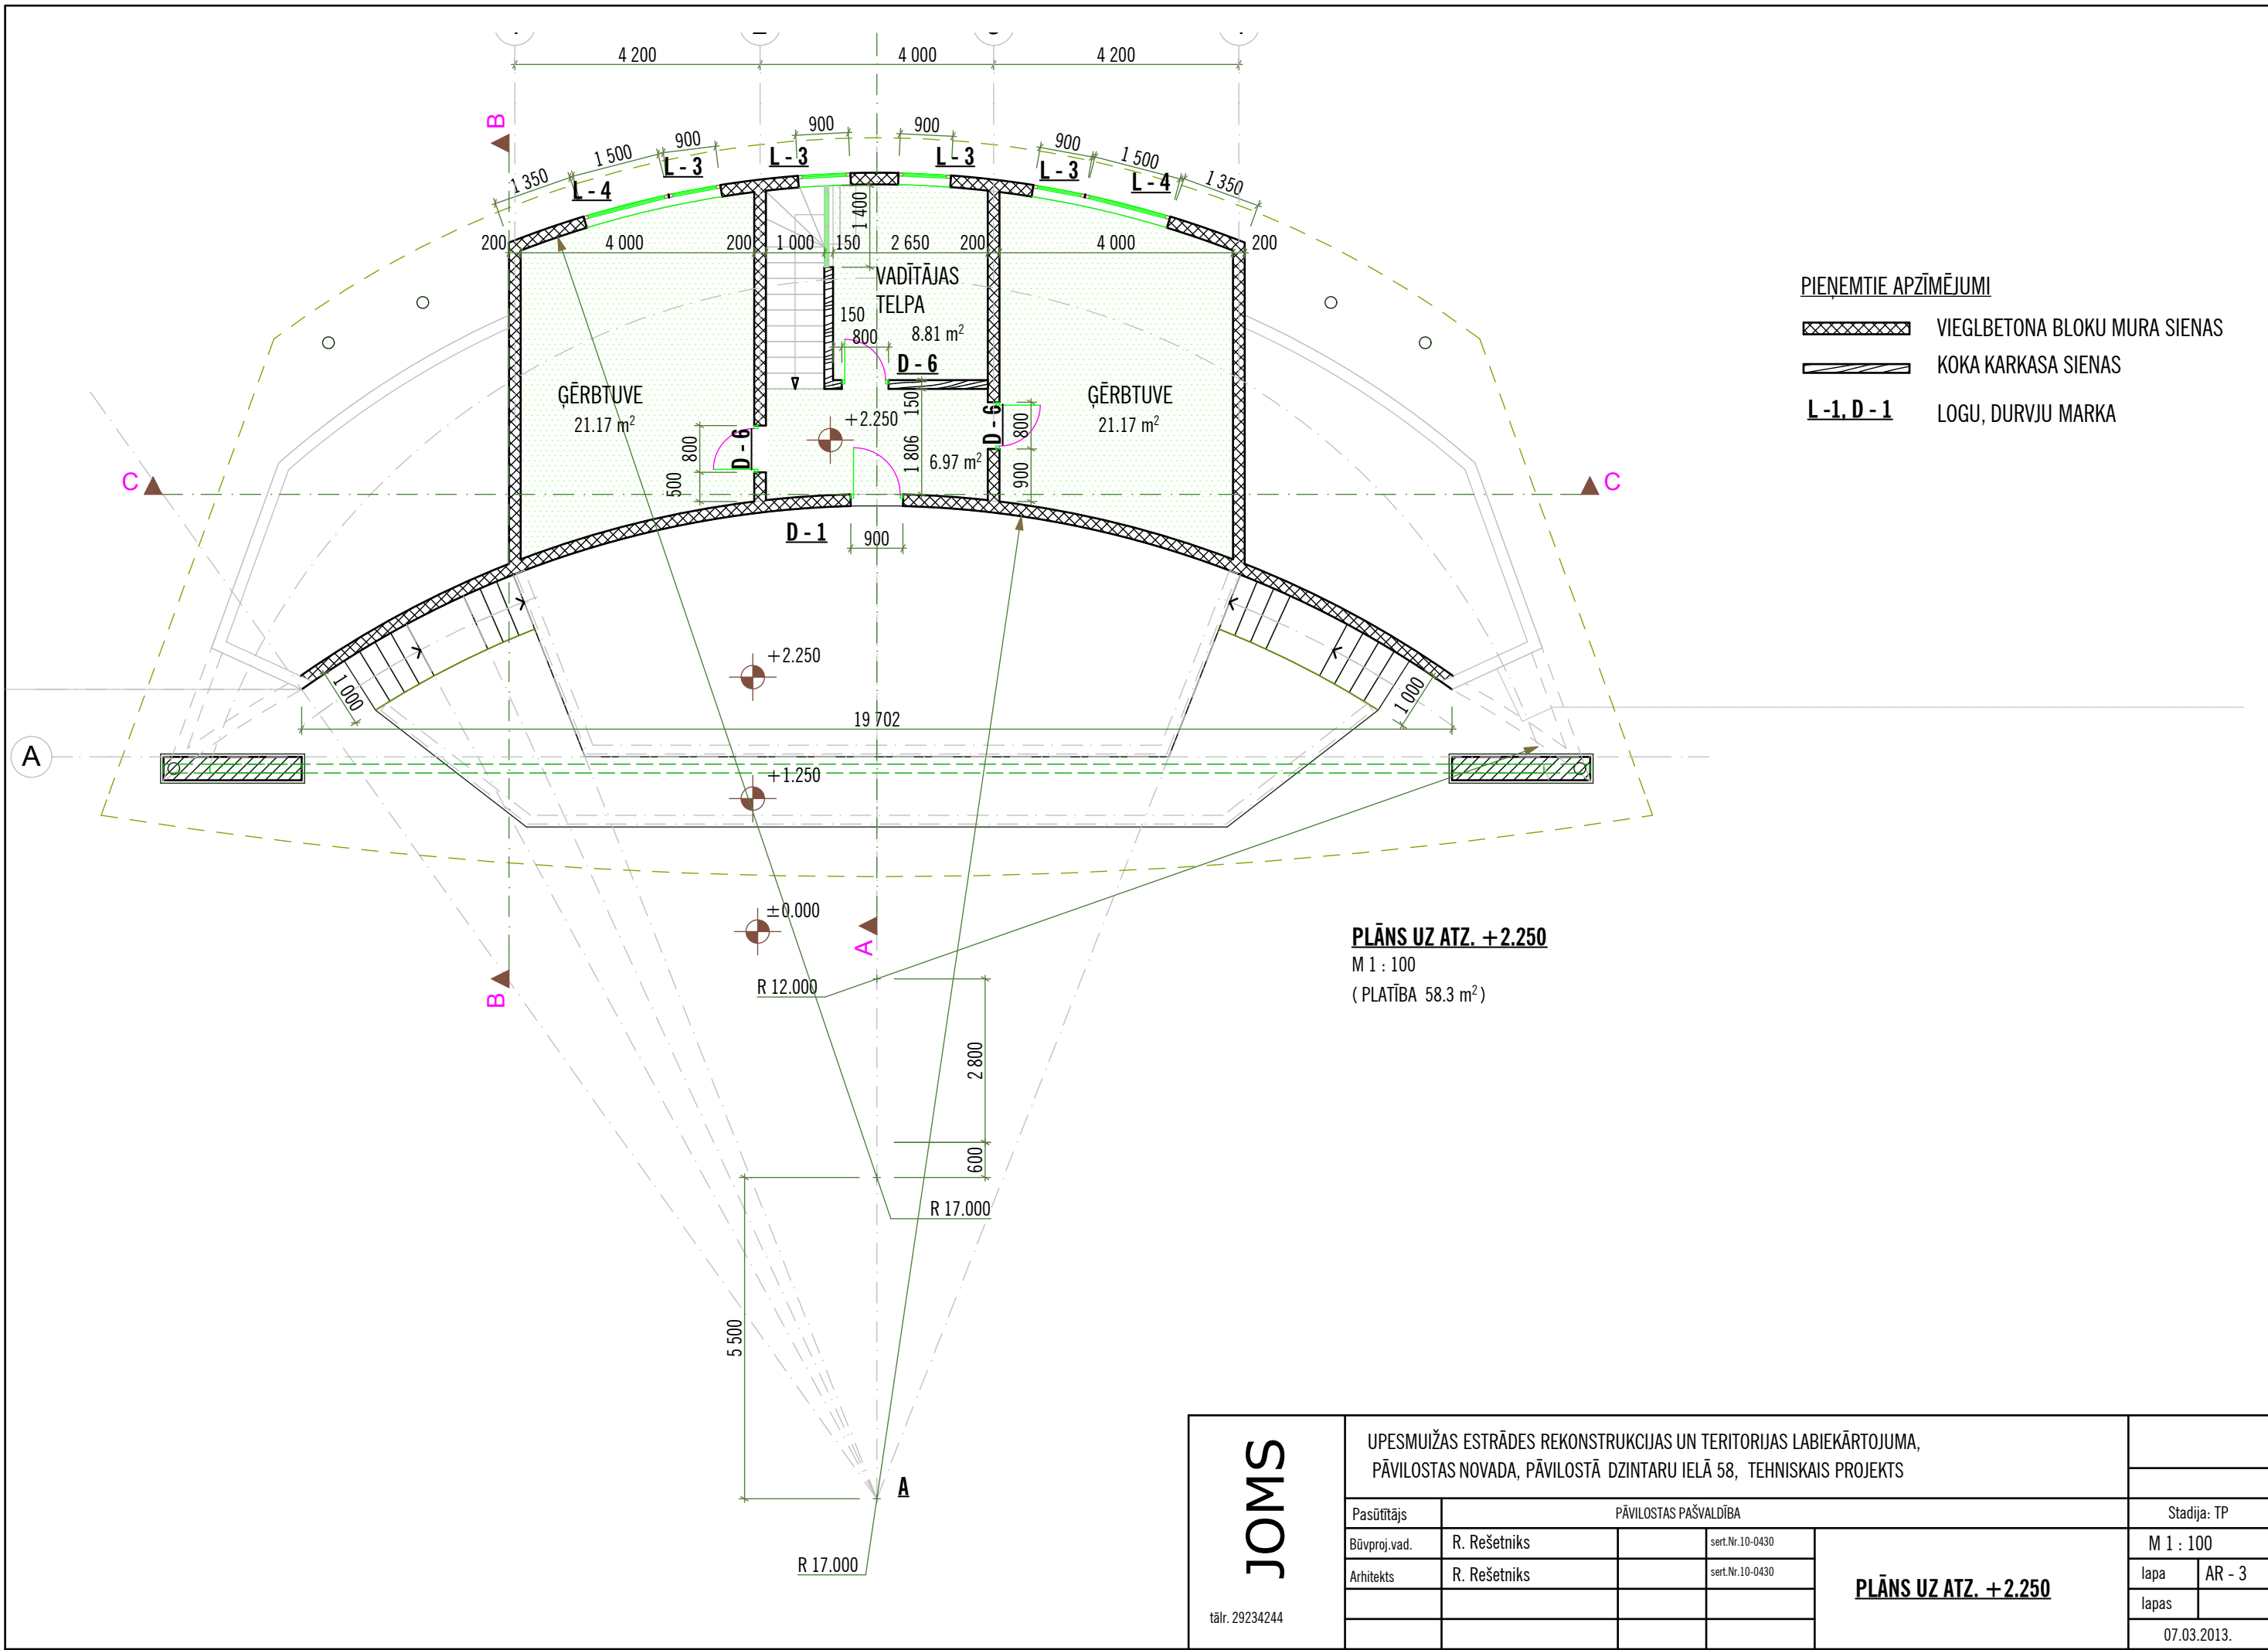 4 200
4 000
4 200
B
1 350
1 500
900
900
900
900
1 500
1 350
L - 4
L - 3
L - 3
L - 3
L - 3
L - 4
1 400
200
4 000
200
1 000
150
2 650
200
4 000
200
VADĪTĀJAS
TELPA
8.81 m²
150
800
D - 6
ĢĒRBTUVE
21.17 m²
ĢĒRBTUVE
21.17 m²
+2.250
150
1 806
6.97 m²
D - 6
800
900
D - 6
800
500
C
C
D - 1
900
+2.250
1 000
1 000
19 702
A
+1.250
±0.000
A
B
R 12.000
2 800
600
R 17.000
5 500
A
R 17.000
PIEŅEMTIE APZĪMĒJUMI
VIEGLBETONA BLOKU MURA SIENAS
KOKA KARKASA SIENAS
L -1, D - 1
LOGU, DURVJU MARKA
PLĀNS UZ ATZ. +2.250
M 1 : 100
( PLATĪBA 58.3 m² )
JOMS
tālr. 29234244
UPESMUIŽAS ESTRĀDES REKONSTRUKCIJAS UN TERITORIJAS LABIEKĀRTOJUMA,
PĀVILOSTAS NOVADA, PĀVILOSTĀ DZINTARU IELĀ 58, TEHNISKAIS PROJEKTS
Pasūtītājs
PĀVILOSTAS PAŠVALDĪBA
Stadija: TP
Būvproj.vad.
R. Rešetniks
sert.Nr.10-0430
M 1 : 100
Arhitekts
R. Rešetniks
sert.Nr.10-0430
PLĀNS UZ ATZ. +2.250
lapa
AR - 3
lapas
07.03.2013.